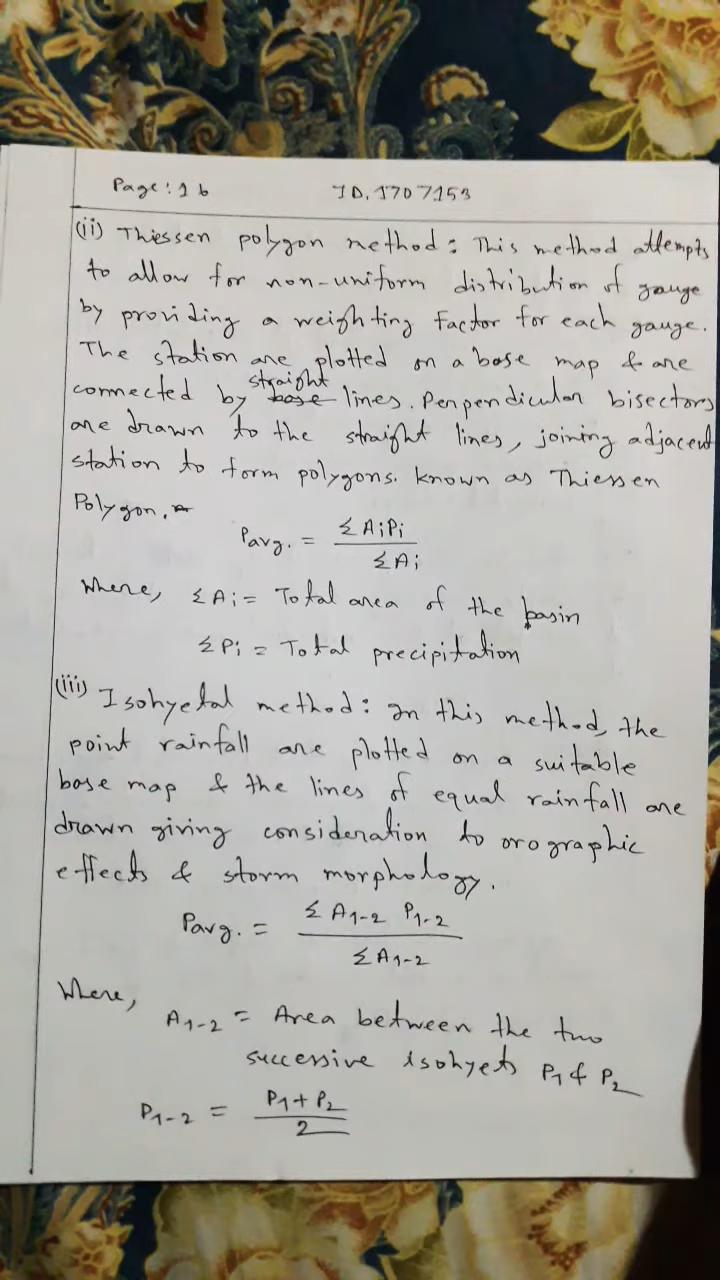 Page: 16 ID. 1707153
(ii) Thiessen polygon method: This method attempts
to allow for non-uniform distribution of gauge
by providing a weighting factor for each gauge.
The station are plotted on a base map & are
connected by straight lines. Perpendicular bisectors
are drawn to the straight lines, joining adjacent
station to form polygons. known as Thiessen
Polygon.
Pavg. = ΣAiPi / ΣAi
Where, ΣAi = Total area of the basin
ΣPi = Total precipitation
(iii) Isohyetal method: In this method, the
point rainfall are plotted on a suitable
base map & the lines of equal rainfall are
drawn giving consideration to orographic
effects & storm morphology.
Pavg. = ΣA1-2 P1-2 / ΣA1-2
Where,
A1-2 = Area between the two
successive isohyets P1 & P2
P1-2 = P1+P2 / 2